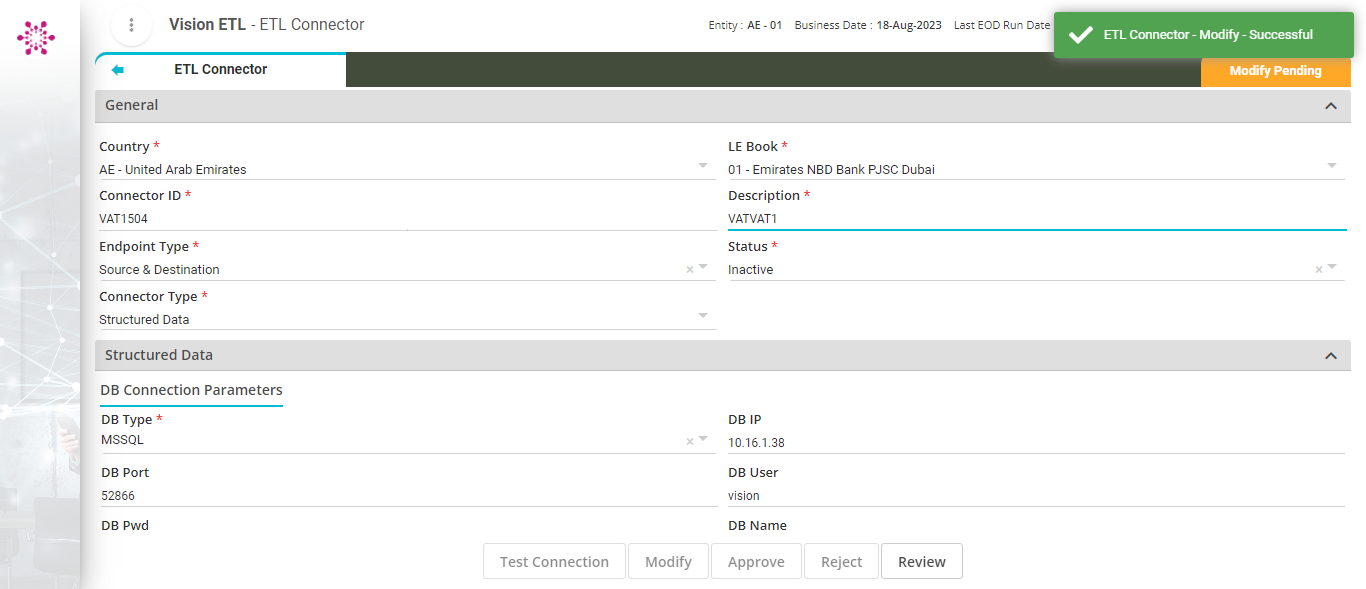 Vision ETL - ETL Connector
Entity : AE - 01 Business Date : 18-Aug-2023 Last EOD Run Date
ETL Connector - Modify - Successful
ETL Connector
Modify Pending
General
Country * LE Book *
AE - United Arab Emirates 01 - Emirates NBD Bank PJSC Dubai
Connector ID * Description *
VAT1504 VATVAT1
Endpoint Type * Status *
Source & Destination × Inactive ×
Connector Type *
Structured Data
Structured Data
DB Connection Parameters
DB Type * DB IP
MSSQL × 10.16.1.38
DB Port DB User
52866 vision
DB Pwd DB Name
Test Connection Modify Approve Reject Review